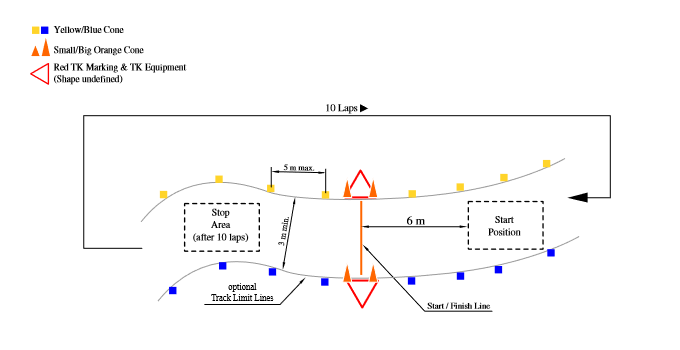 Yellow/Blue Cone
Small/Big Orange Cone
Red TK Marking & TK Equipment
(Shape undefined)
10 Laps ▶
5 m max.
Stop
Area
(after 10 laps)
3 m min.
6 m
Start
Position
optional
Track Limit Lines
Start / Finish Line